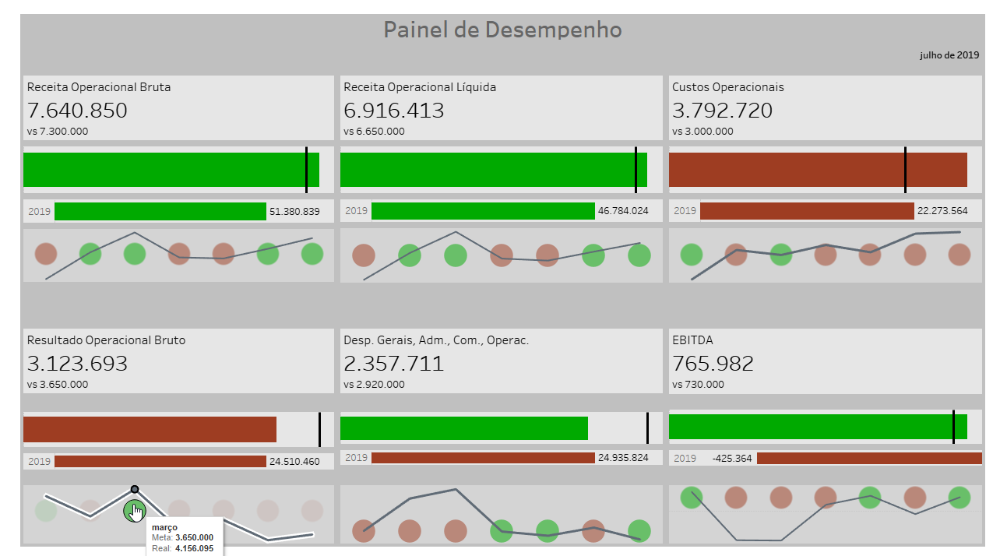 Painel de Desempenho
julho de 2019
Receita Operacional Bruta
7.640.850
vs 7.300.000
2019 51.380.839
Receita Operacional Líquida
6.916.413
vs 6.650.000
2019 46.784.024
Custos Operacionais
3.792.720
vs 3.000.000
2019 22.273.564
Resultado Operacional Bruto
3.123.693
vs 3.650.000
2019 24.510.460
março
Meta: 3.650.000
Real: 4.156.095
Desp. Gerais, Adm., Com., Operac.
2.357.711
vs 2.920.000
2019 24.935.824
EBITDA
765.982
vs 730.000
2019 -425.364